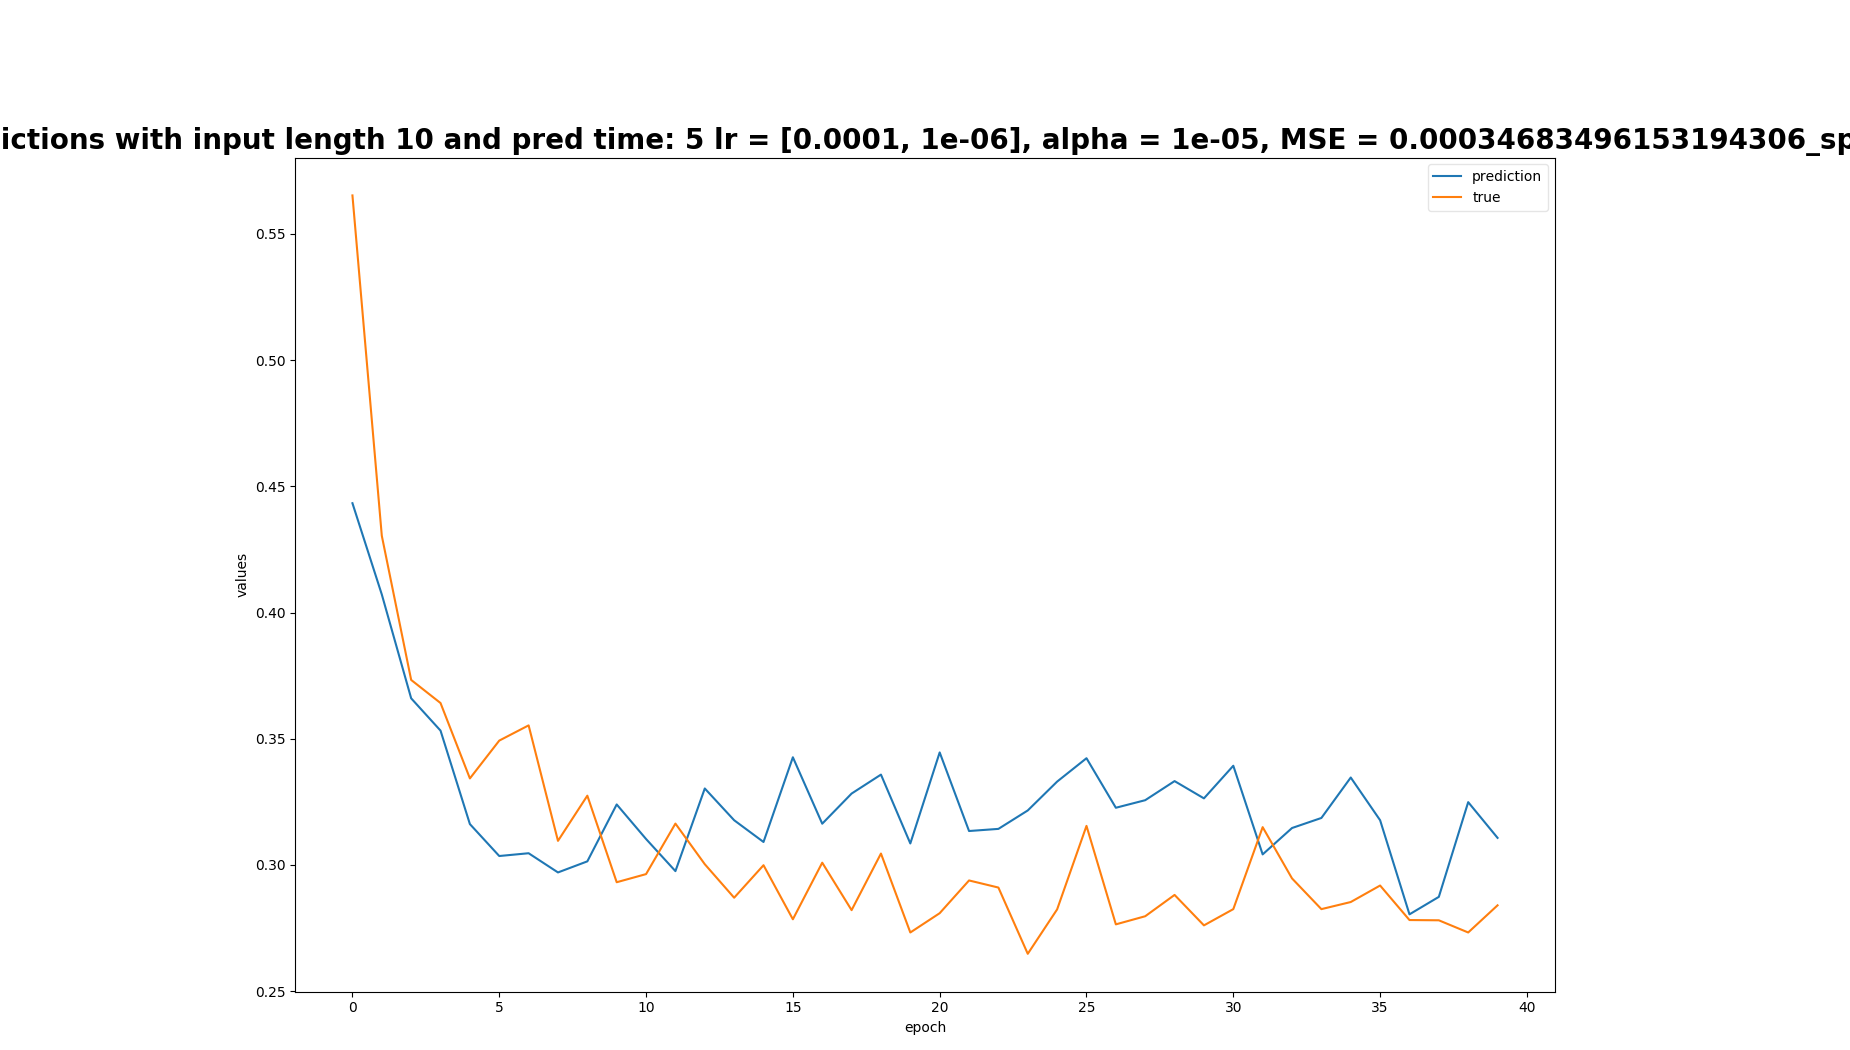 ictions with input length 10 and pred time: 5 lr = [0.0001, 1e-06], alpha = 1e-05, MSE = 0.00034683496153194306_sp
prediction
true
0.55
0.50
0.45
0.40
0.35
0.30
0.25
values
0 5 10 15 20 25 30 35 40
epoch